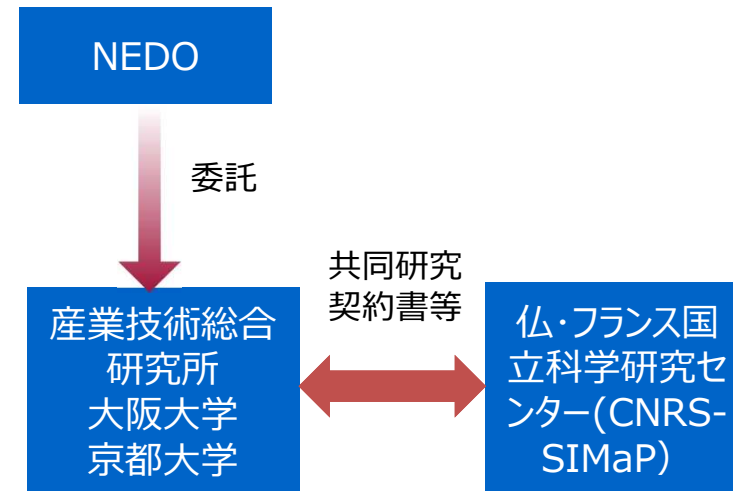 NEDO
委託
共同研究
契約書等
産業技術総合
研究所
大阪大学
京都大学
仏・フランス国
立科学研究セ
ンター(CNRS-
SIMaP）